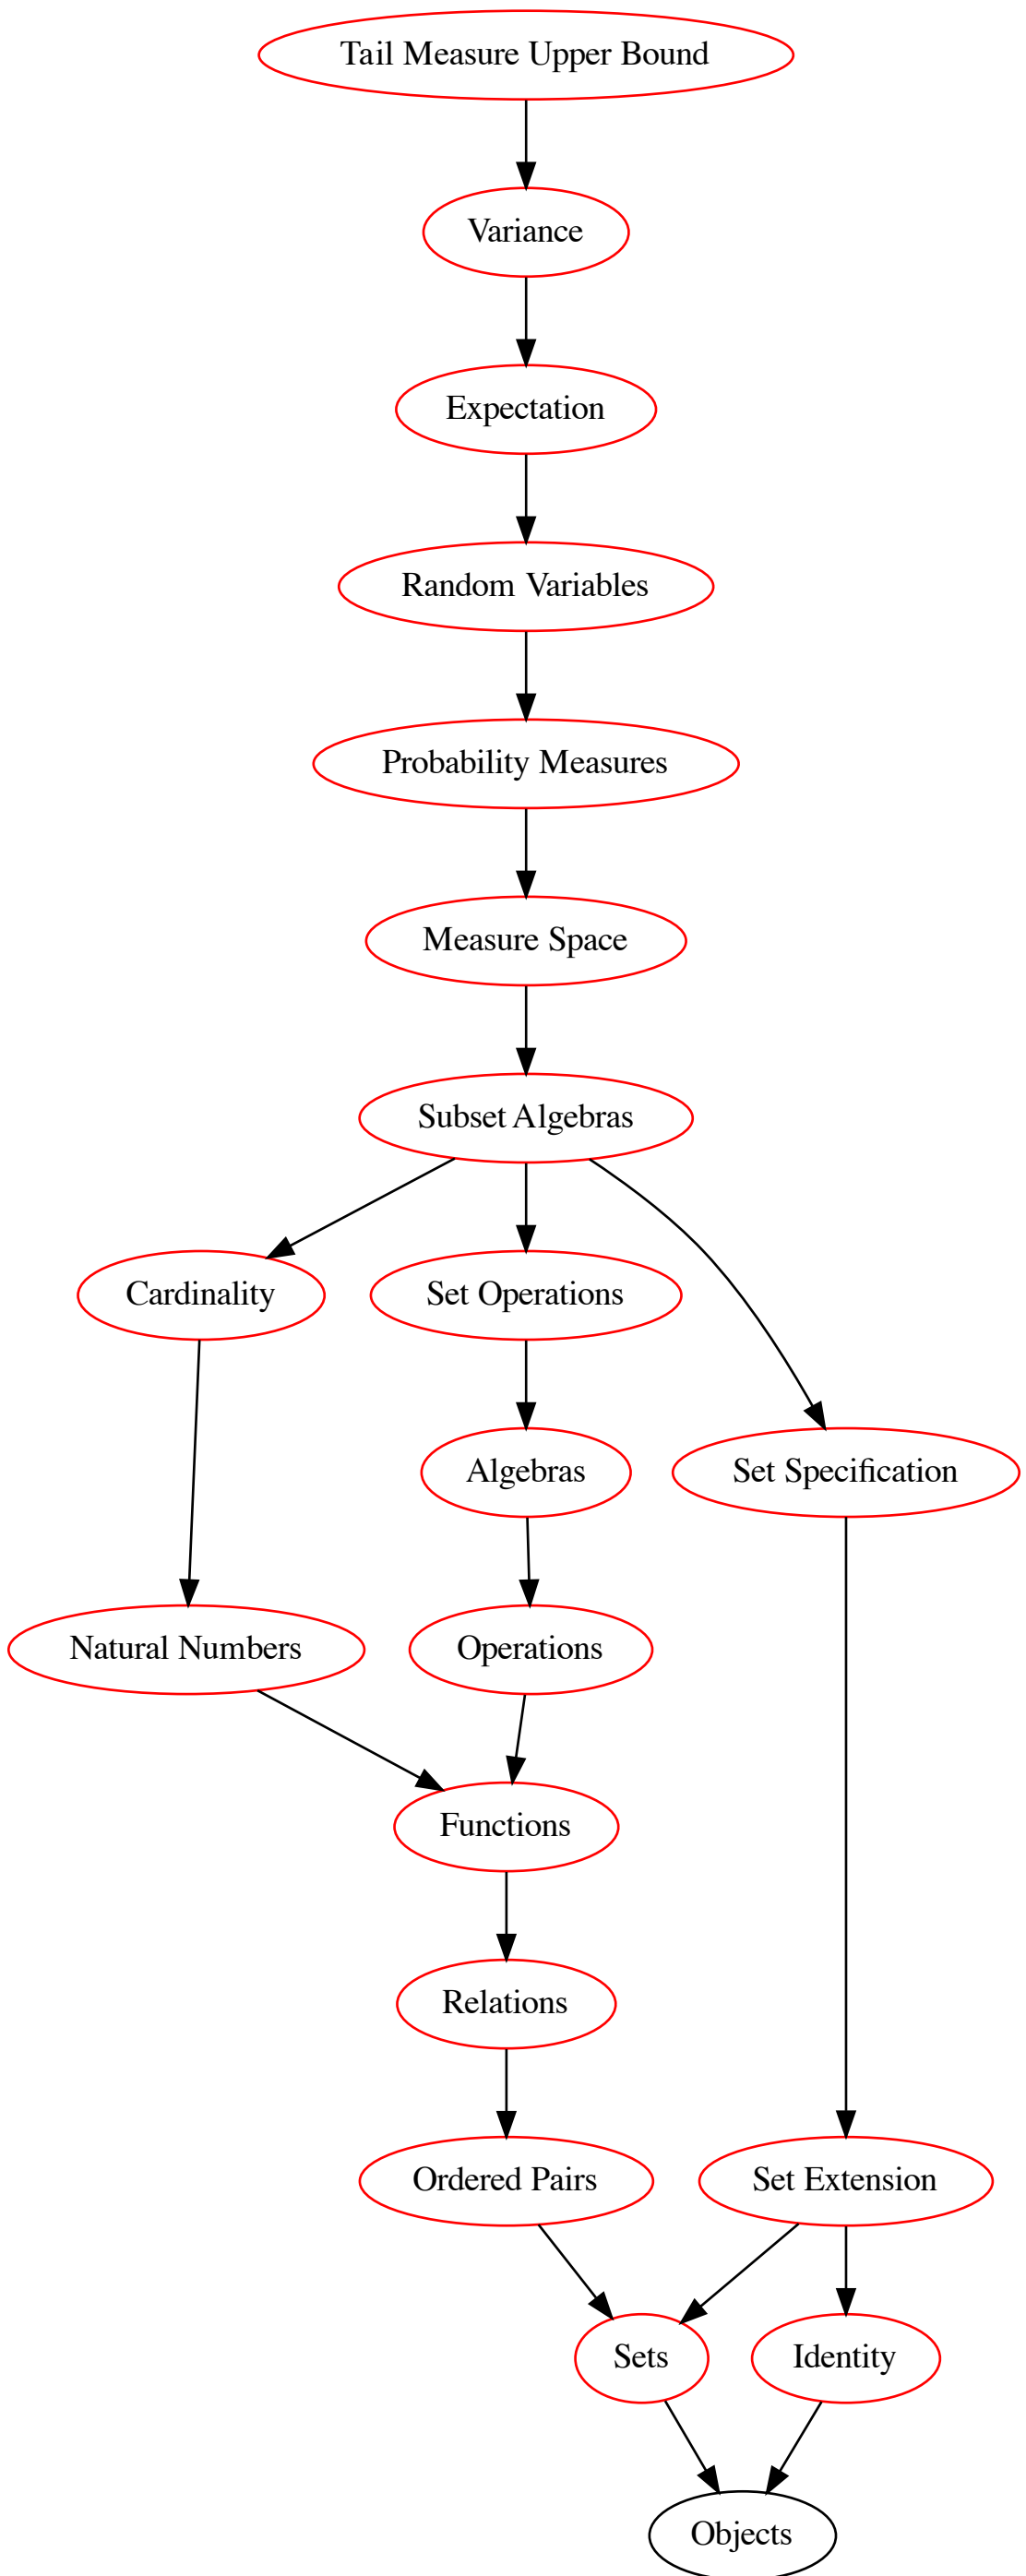 Tail Measure Upper Bound
Variance
Expectation
Random Variables
Probability Measures
Measure Space
Subset Algebras
Cardinality
Set Operations
Algebras
Set Specification
Natural Numbers
Operations
Functions
Relations
Ordered Pairs
Set Extension
Sets
Identity
Objects